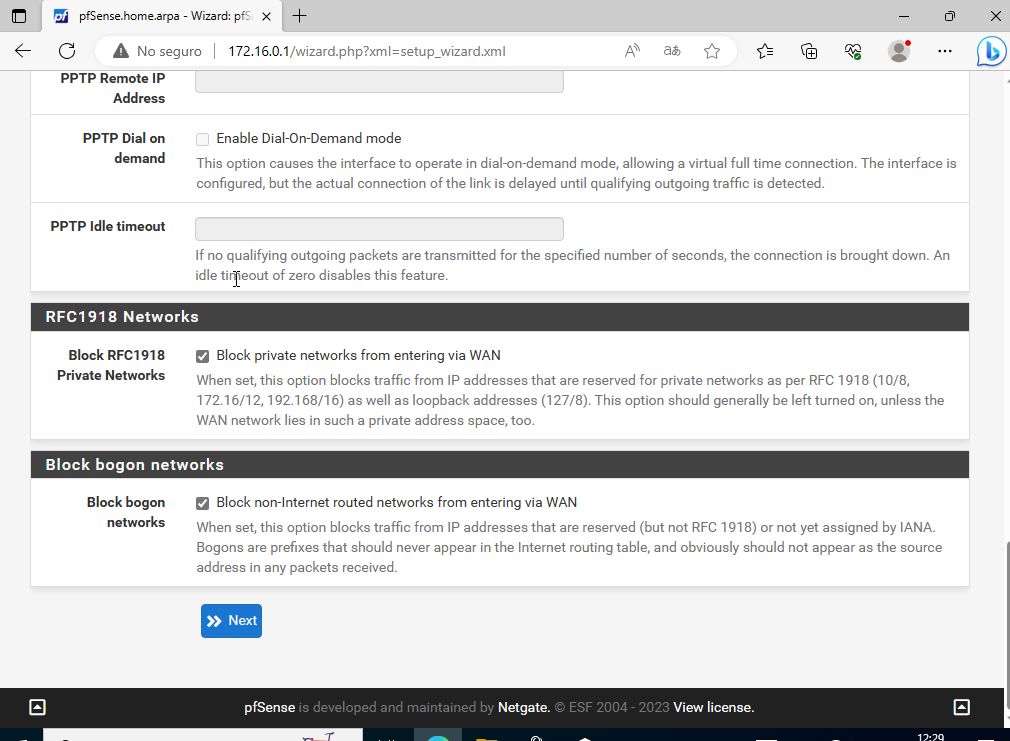 pfSense.home.arpa - Wizard: pfS
No seguro
172.16.0.1/wizard.php?xml=setup_wizard.xml
PPTP Remote IP
Address
PPTP Dial on
demand
Enable Dial-On-Demand mode
This option causes the interface to operate in dial-on-demand mode, allowing a virtual full time connection. The interface is
configured, but the actual connection of the link is delayed until qualifying outgoing traffic is detected.
PPTP Idle timeout
If no qualifying outgoing packets are transmitted for the specified number of seconds, the connection is brought down. An
idle timeout of zero disables this feature.
RFC1918 Networks
Block RFC1918
Private Networks
Block private networks from entering via WAN
When set, this option blocks traffic from IP addresses that are reserved for private networks as per RFC 1918 (10/8,
172.16/12, 192.168/16) as well as loopback addresses (127/8). This option should generally be left turned on, unless the
WAN network lies in such a private address space, too.
Block bogon networks
Block bogon
networks
Block non-Internet routed networks from entering via WAN
When set, this option blocks traffic from IP addresses that are reserved (but not RFC 1918) or not yet assigned by IANA.
Bogons are prefixes that should never appear in the Internet routing table, and obviously should not appear as the source
address in any packets received.
Next
pfSense is developed and maintained by Netgate. © ESF 2004 - 2023 View license.
12:29